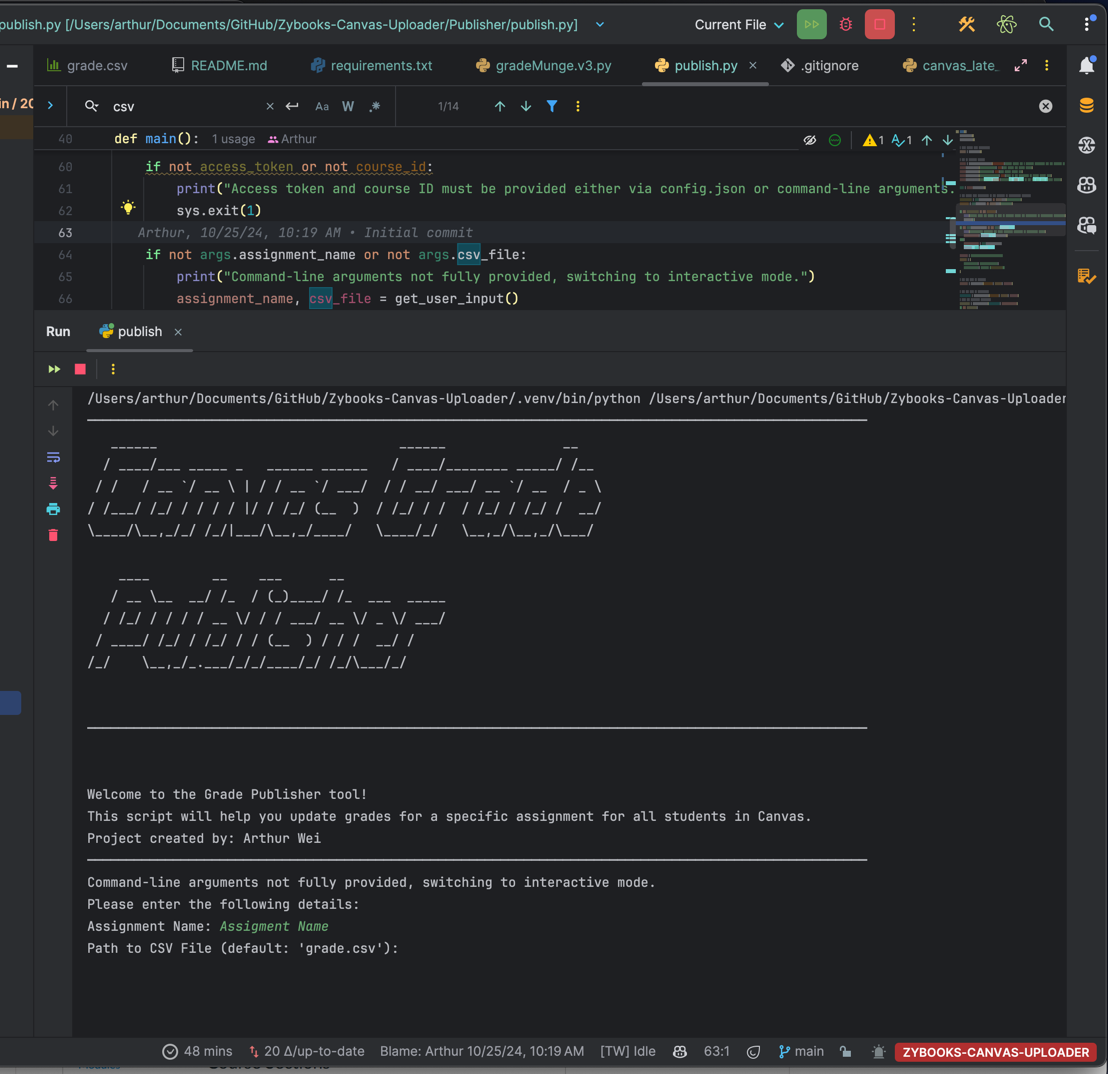 publish.py [/Users/arthur/Documents/GitHub/Zybooks-Canvas-Uploader/Publisher/publish.py]
Current File
grade.csv
README.md
requirements.txt
gradeMunge.v3.py
publish.py
.gitignore
canvas_late_
in / 20
csv
Aa
W
.*
1/14
40 def main(): 1 usage Arthur
1
1
60 if not access_token or not course_id:
61 print("Access token and course ID must be provided either via config.json or command-line arguments.
62 sys.exit(1)
63 Arthur, 10/25/24, 10:19 AM • Initial commit
64 if not args.assignment_name or not args.csv_file:
65 print("Command-line arguments not fully provided, switching to interactive mode.")
66 assignment_name, csv_file = get_user_input()
Run
publish
/Users/arthur/Documents/GitHub/Zybooks-Canvas-Uploader/.venv/bin/python /Users/arthur/Documents/GitHub/Zybooks-Canvas-Uploader
Canvas Grade
Publisher
Welcome to the Grade Publisher tool!
This script will help you update grades for a specific assignment for all students in Canvas.
Project created by: Arthur Wei
Command-line arguments not fully provided, switching to interactive mode.
Please enter the following details:
Assignment Name: Assigment Name
Path to CSV File (default: 'grade.csv'):
48 mins
20 Δ/up-to-date
Blame: Arthur 10/25/24, 10:19 AM
[TW] Idle
63:1
main
ZYBOOKS-CANVAS-UPLOADER